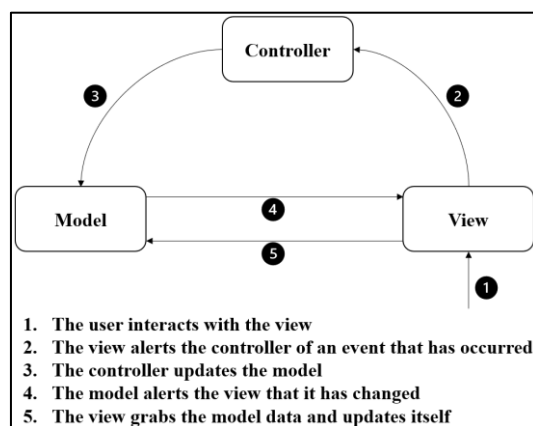 Controller
3
2
Model
4
View
5
1
1. The user interacts with the view
2. The view alerts the controller of an event that has occurred
3. The controller updates the model
4. The model alerts the view that it has changed
5. The view grabs the model data and updates itself